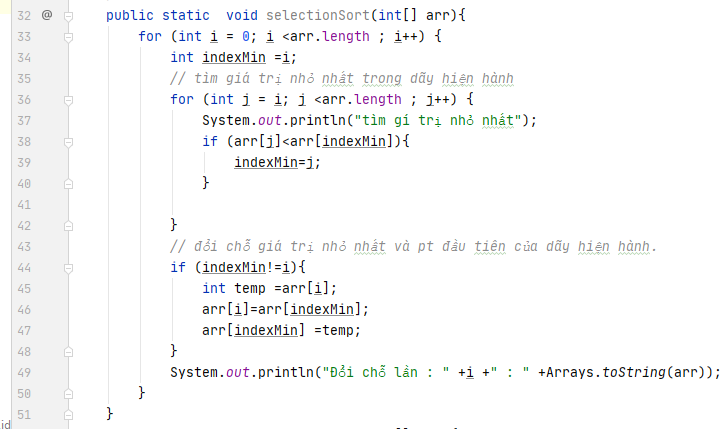 32 @ public static  void selectionSort(int[] arr){
33 for (int i = 0; i <arr.length ; i++) {
34 int indexMin =i;
35 // tìm giá trị nhỏ nhất trong dãy hiện hành
36 for (int j = i; j <arr.length ; j++) {
37 System.out.println("tìm gí trị nhỏ nhất");
38 if (arr[j]<arr[indexMin]){
39 indexMin=j;
40 }
41
42 }
43 // đổi chỗ giá trị nhỏ nhất và pt đầu tiên của dãy hiện hành.
44 if (indexMin!=i){
45 int temp =arr[i];
46 arr[i]=arr[indexMin];
47 arr[indexMin] =temp;
48 }
49 System.out.println("Đổi chỗ lần : " +i +" : " +Arrays.toString(arr));
50 }
51 }
id